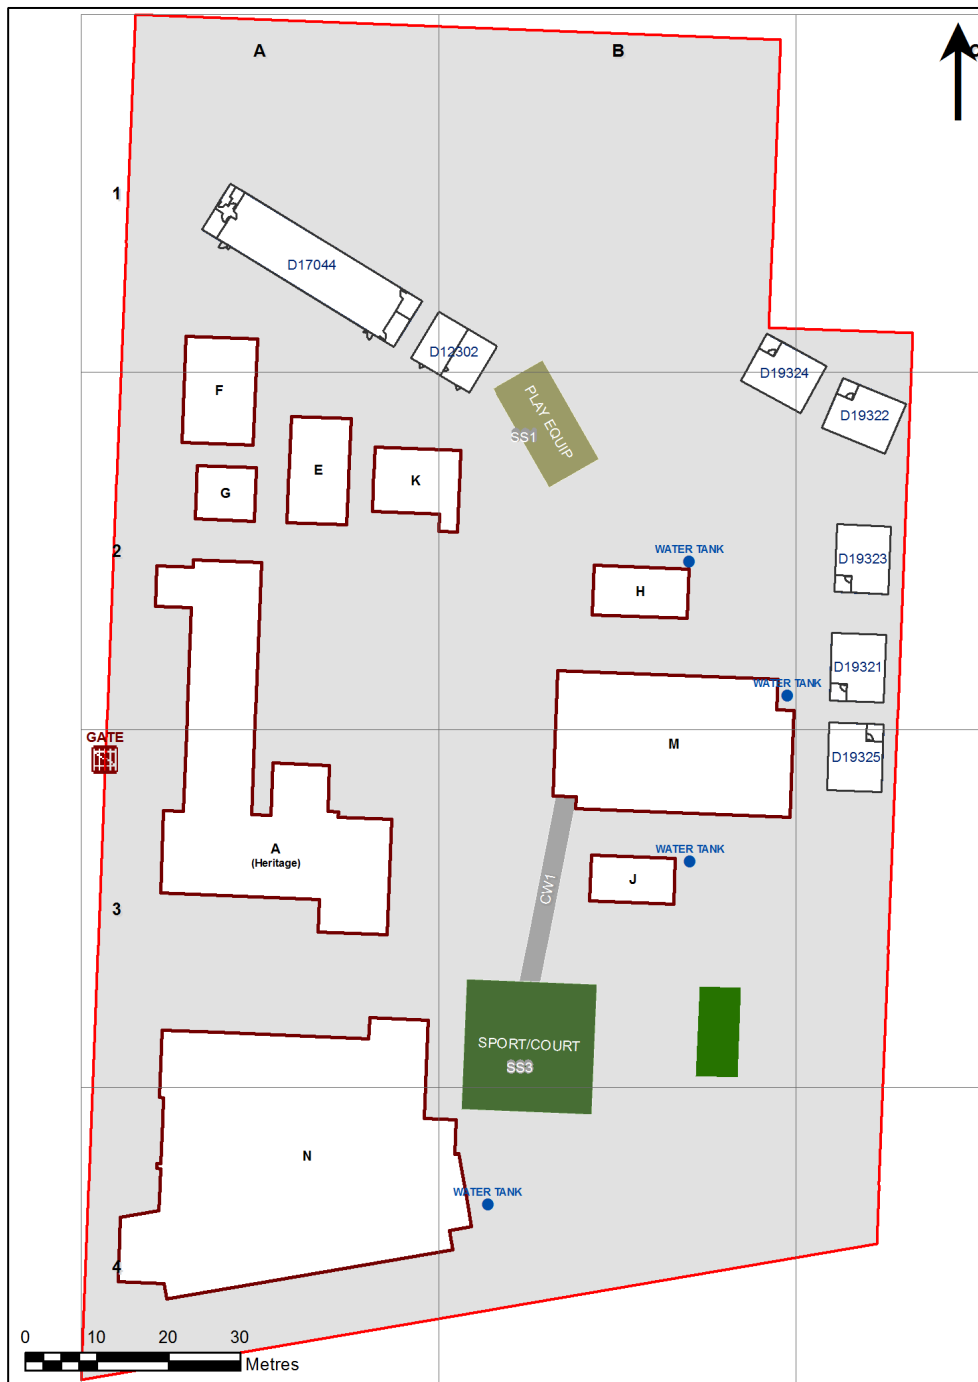 A
B
C
1
D17044
D12302
D19324
F
PLAY EQUIP
SS1
D19322
E
K
G
2
WATER TANK
H
D19323
D19321
WATER TANK
GATE
M
D19325
A
(Heritage)
WATER TANK
J
CW1
3
SPORT/COURT
SS3
N
WATER TANK
4
0 10 20 30
Metres